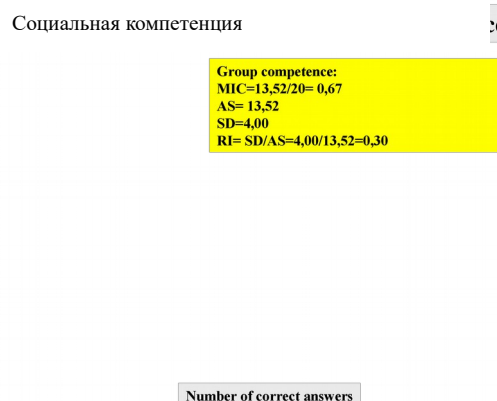 Социальная компетенция
Group competence:
MIC=13,52/20= 0,67
AS= 13,52
SD=4,00
RI= SD/AS=4,00/13,52=0,30
Number of correct answers